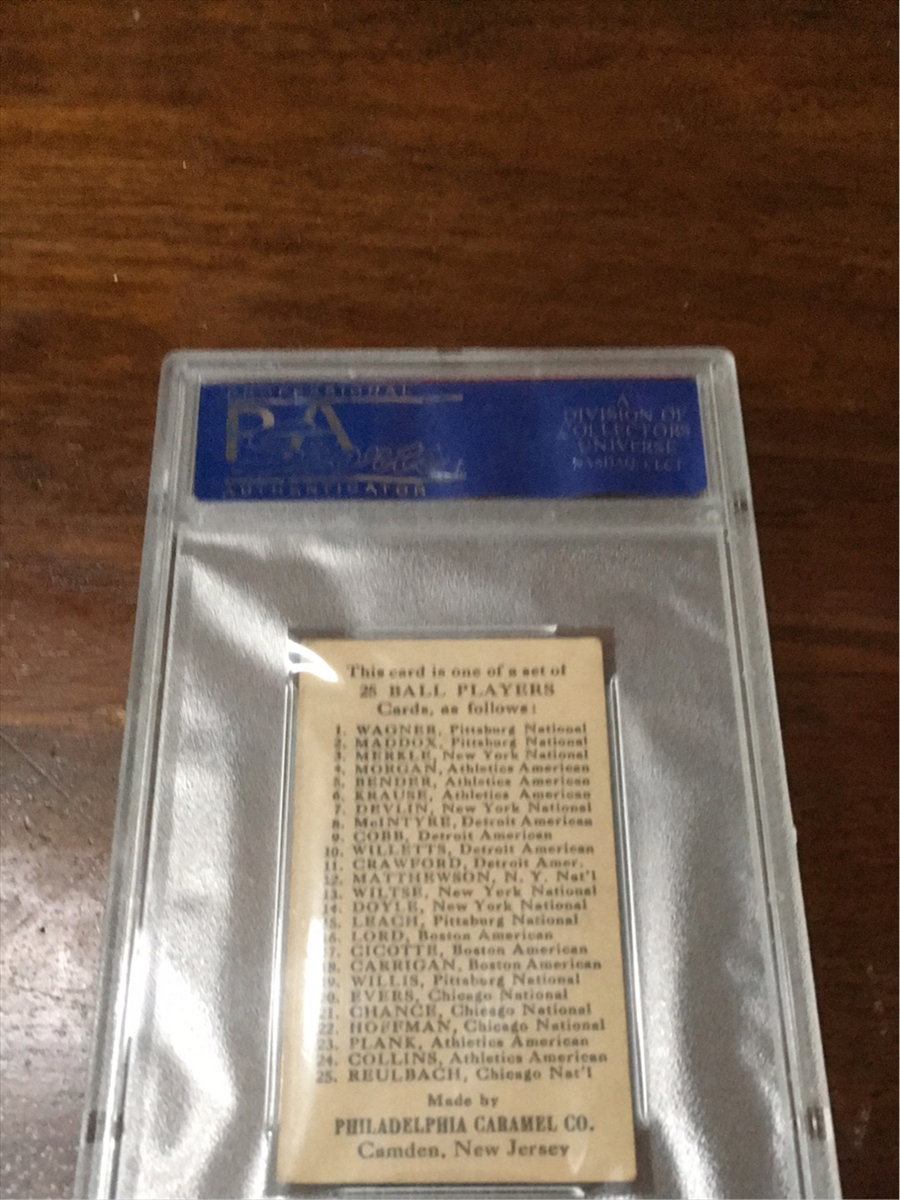 PROFESSIONAL
PSA
AUTHENTICATOR
A
DIVISION OF
COLLECTORS
UNIVERSE
NASDAQ: CLCT
This card is one of a set of
25 BALL PLAYERS
Cards, as follows:
1. WAGNER, Pittsburg National
2. MADDOX, Pittsburg National
3. MERKLE, New York National
4. MORGAN, Athletics American
5. BENDER, Athletics American
6. KRAUSE, Athletics American
7. DEVLIN, New York National
8. McINTYRE, Detroit American
9. COBB, Detroit American
10. WILLETTS, Detroit American
11. CRAWFORD, Detroit Amer.
12. MATTHEWSON, N. Y. Nat'l
13. WILTSE, New York National
14. DOYLE, New York National
15. LEACH, Pittsburg National
16. LORD, Boston American
17. CICOTTE, Boston American
18. CARRIGAN, Boston American
19. WILLIS, Pittsburg National
20. EVERS, Chicago National
21. CHANCE, Chicago National
22. HOFFMAN, Chicago National
23. PLANK, Athletics American
24. COLLINS, Athletics American
25. REULBACH, Chicago Nat'l
Made by
PHILADELPHIA CARAMEL CO.
Camden, New Jersey